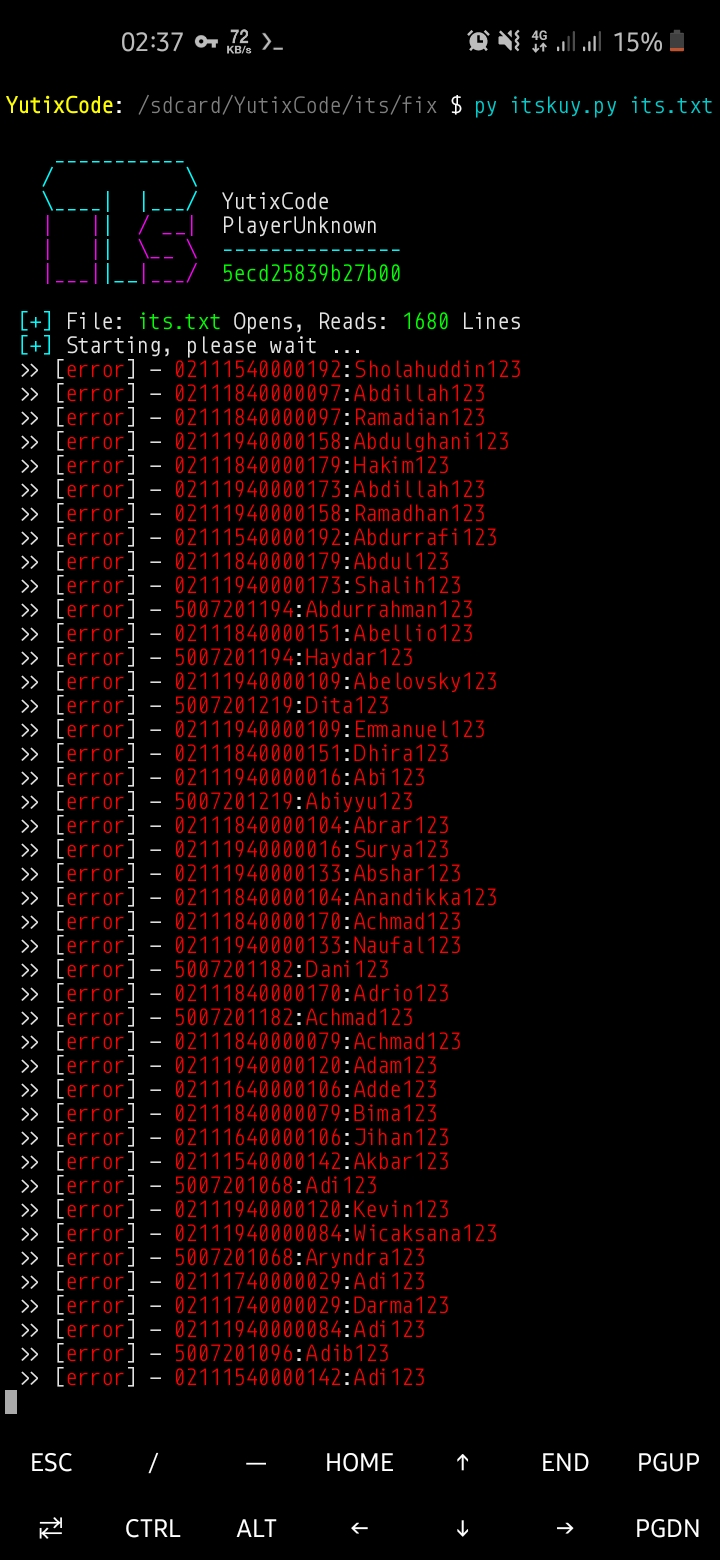 02:37 72 KB/s 4G 15%
YutixCode: /sdcard/YutixCode/its/fix $ py itskuy.py its.txt
YutixCode
PlayerUnknown
---------------
5ecd25839b27b00
[+] File: its.txt Opens, Reads: 1680 Lines
[+] Starting, please wait ...
>> [error] - 02111540000192:Sholahuddin123
>> [error] - 02111840000097:Abdillah123
>> [error] - 02111840000097:Ramadian123
>> [error] - 02111940000158:Abdulghani123
>> [error] - 02111840000179:Hakim123
>> [error] - 02111940000173:Abdillah123
>> [error] - 02111940000158:Ramadhan123
>> [error] - 02111540000192:Abdurrafi123
>> [error] - 02111840000179:Abdul123
>> [error] - 02111940000173:Shalih123
>> [error] - 5007201194:Abdurrahman123
>> [error] - 02111840000151:Abellio123
>> [error] - 5007201194:Haydar123
>> [error] - 02111940000109:Abelovsky123
>> [error] - 5007201219:Dita123
>> [error] - 02111940000109:Emmanuel123
>> [error] - 02111840000151:Dhira123
>> [error] - 02111940000016:Abi123
>> [error] - 5007201219:Abiyyu123
>> [error] - 02111840000104:Abrar123
>> [error] - 02111940000016:Surya123
>> [error] - 02111940000133:Abshar123
>> [error] - 02111840000104:Anandikka123
>> [error] - 02111840000170:Achmad123
>> [error] - 02111940000133:Naufal123
>> [error] - 5007201182:Dani123
>> [error] - 02111840000170:Adrio123
>> [error] - 5007201182:Achmad123
>> [error] - 02111840000079:Achmad123
>> [error] - 02111940000120:Adam123
>> [error] - 02111640000106:Adde123
>> [error] - 02111840000079:Bima123
>> [error] - 02111640000106:Jihan123
>> [error] - 02111540000142:Akbar123
>> [error] - 5007201068:Adi123
>> [error] - 02111940000120:Kevin123
>> [error] - 02111940000084:Wicaksana123
>> [error] - 5007201068:Aryndra123
>> [error] - 02111740000029:Adi123
>> [error] - 02111740000029:Darma123
>> [error] - 02111940000084:Adi123
>> [error] - 5007201096:Adib123
>> [error] - 02111540000142:Adi123
ESC / — HOME ↑ END PGUP
⇄ CTRL ALT ← ↓ → PGDN